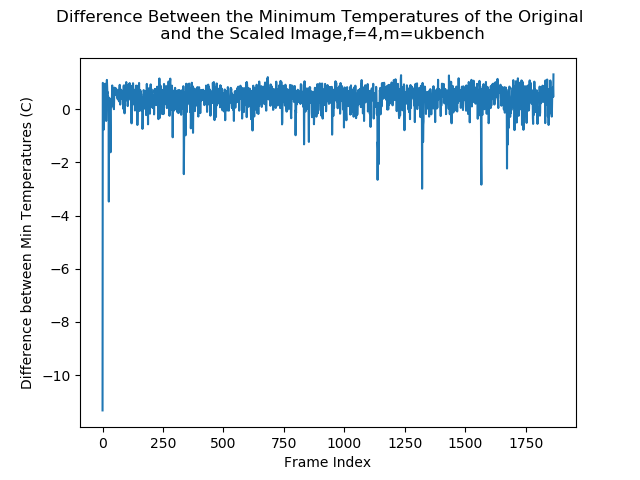 Difference Between the Minimum Temperatures of the Original
and the Scaled Image,f=4,m=ukbench
Difference between Min Temperatures (C)
0
−2
−4
−6
−8
−10
0 250 500 750 1000 1250 1500 1750
Frame Index